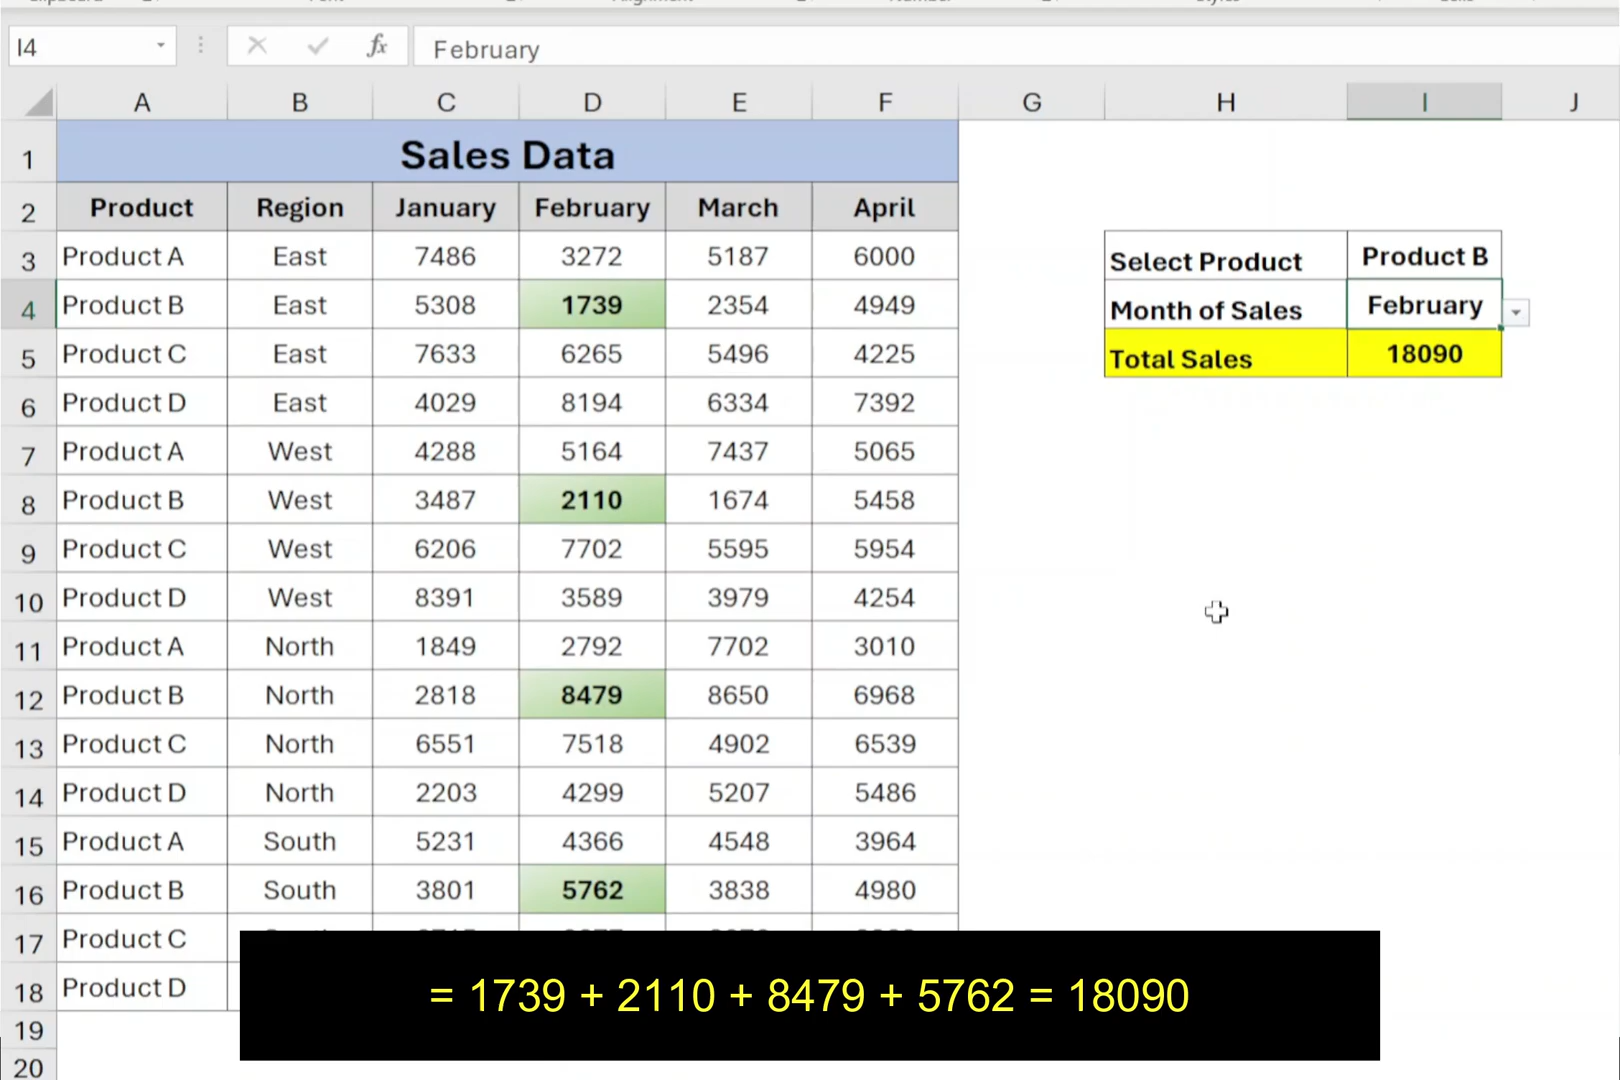 I4 fx February
A B C D E F G H I J
1 Sales Data
2 Product Region January February March April
3 Product A East 7486 3272 5187 6000 Select Product Product B
4 Product B East 5308 1739 2354 4949 Month of Sales February
5 Product C East 7633 6265 5496 4225 Total Sales 18090
6 Product D East 4029 8194 6334 7392
7 Product A West 4288 5164 7437 5065
8 Product B West 3487 2110 1674 5458
9 Product C West 6206 7702 5595 5954
10 Product D West 8391 3589 3979 4254
11 Product A North 1849 2792 7702 3010
12 Product B North 2818 8479 8650 6968
13 Product C North 6551 7518 4902 6539
14 Product D North 2203 4299 5207 5486
15 Product A South 5231 4366 4548 3964
16 Product B South 3801 5762 3838 4980
17 Product C
18 Product D
= 1739 + 2110 + 8479 + 5762 = 18090
19
20